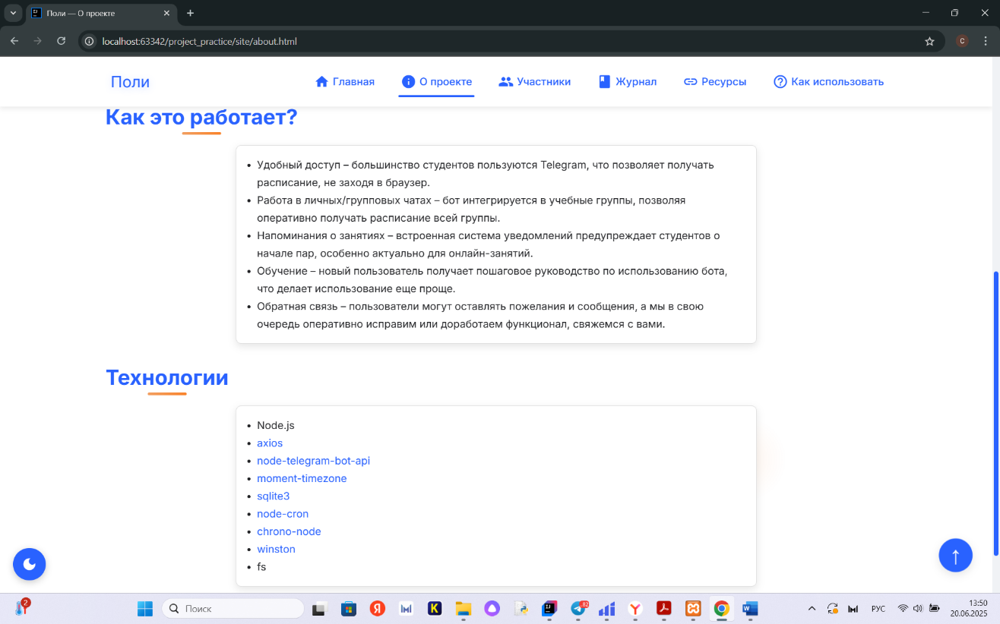 Поли — О проекте
localhost:63342/project_practice/site/about.html
C
Поли
Главная
О проекте
Участники
Журнал
Ресурсы
Как использовать
Как это работает?
• Удобный доступ – большинство студентов пользуются Telegram, что позволяет получать
расписание, не заходя в браузер.
• Работа в личных/групповых чатах – бот интегрируется в учебные группы, позволяя
оперативно получать расписание всей группы.
• Напоминания о занятиях – встроенная система уведомлений предупреждает студентов о
начале пар, особенно актуально для онлайн-занятий.
• Обучение – новый пользователь получает пошаговое руководство по использованию бота,
что делает использование еще проще.
• Обратная связь – пользователи могут оставлять пожелания и сообщения, а мы в свою
очередь оперативно исправим или доработаем функционал, свяжемся с вами.
Технологии
• Node.js
• axios
• node-telegram-bot-api
• moment-timezone
• sqlite3
• node-cron
• chrono-node
• winston
• fs
2
Поиск
Я
K
82
Y
W
РУС
13:50
20.06.2025